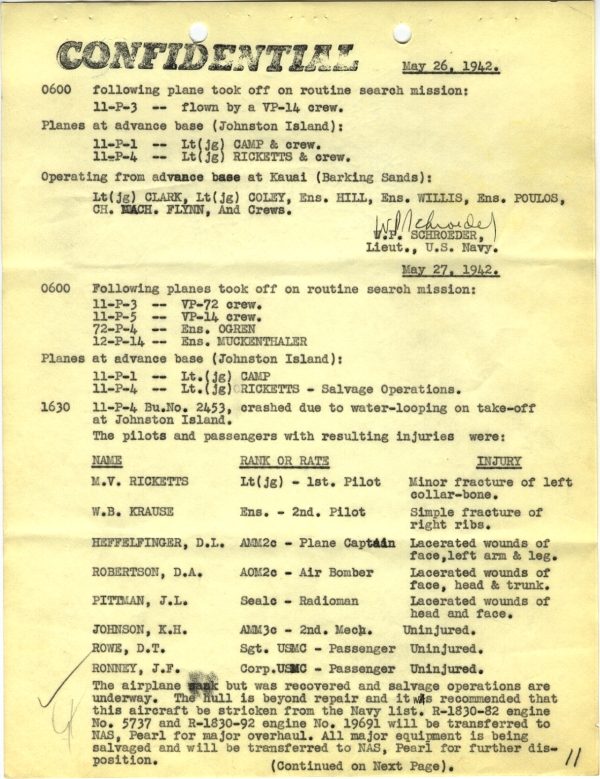 CONFIDENTIAL
May 26, 1942.
0600 following plane took off on routine search mission:
11-P-3 -- flown by a VP-14 crew.
Planes at advance base (Johnston Island):
11-P-1 -- Lt(jg) CAMP & crew.
11-P-4 -- Lt(jg) RICKETTS & crew.
Operating from advance base at Kauai (Barking Sands):
Lt(jg) CLARK, Lt(jg) COLEY, Ens. HILL, Ens. WILLIS, Ens. POULOS,
CH. MACH. FLYNN, And Crews.
W.P. Schroeder
W.P. SCHROEDER,
Lieut., U.S. Navy.
May 27, 1942.
0600 Following planes took off on routine search mission:
11-P-3 -- VP-72 crew.
11-P-5 -- VP-14 crew.
72-P-4 -- Ens. OGREN
12-P-14 -- Ens. MUCKENTHALER
Planes at advance base (Johnston Island):
11-P-1 -- Lt.(jg) CAMP
11-P-4 -- Lt.(jg) RICKETTS - Salvage Operations.
1630 11-P-4 Bu.No. 2453, crashed due to water-looping on take-off
at Johnston Island.
The pilots and passengers with resulting injuries were:
NAME RANK OR RATE INJURY
M.V. RICKETTS Lt(jg) - 1st. Pilot Minor fracture of left
collar-bone.
W.B. KRAUSE Ens. - 2nd. Pilot Simple fracture of
right ribs.
HEFFELFINGER, D.L. AMM2c - Plane Captain Lacerated wounds of
face,left arm & leg.
ROBERTSON, D.A. AOM2c - Air Bomber Lacerated wounds of
face, head & trunk.
PITTMAN, J.L. Sea1c - Radioman Lacerated wounds of
head and face.
JOHNSON, K.H. AMM3c - 2nd. Mech. Uninjured.
ROWE, D.T. Sgt. USMC - Passenger Uninjured.
RONNEY, J.F. Corp.USMC - Passenger Uninjured.
The airplane sank but was recovered and salvage operations are
underway. The hull is beyond repair and it was recommended that
this aircraft be stricken from the Navy list. R-1830-82 engine
No. 5737 and R-1830-92 engine No. 19691 will be transferred to
NAS, Pearl for major overhaul. All major equipment is being
salvaged and will be transferred to NAS, Pearl for further dis-
position.
(Continued on Next Page).
11